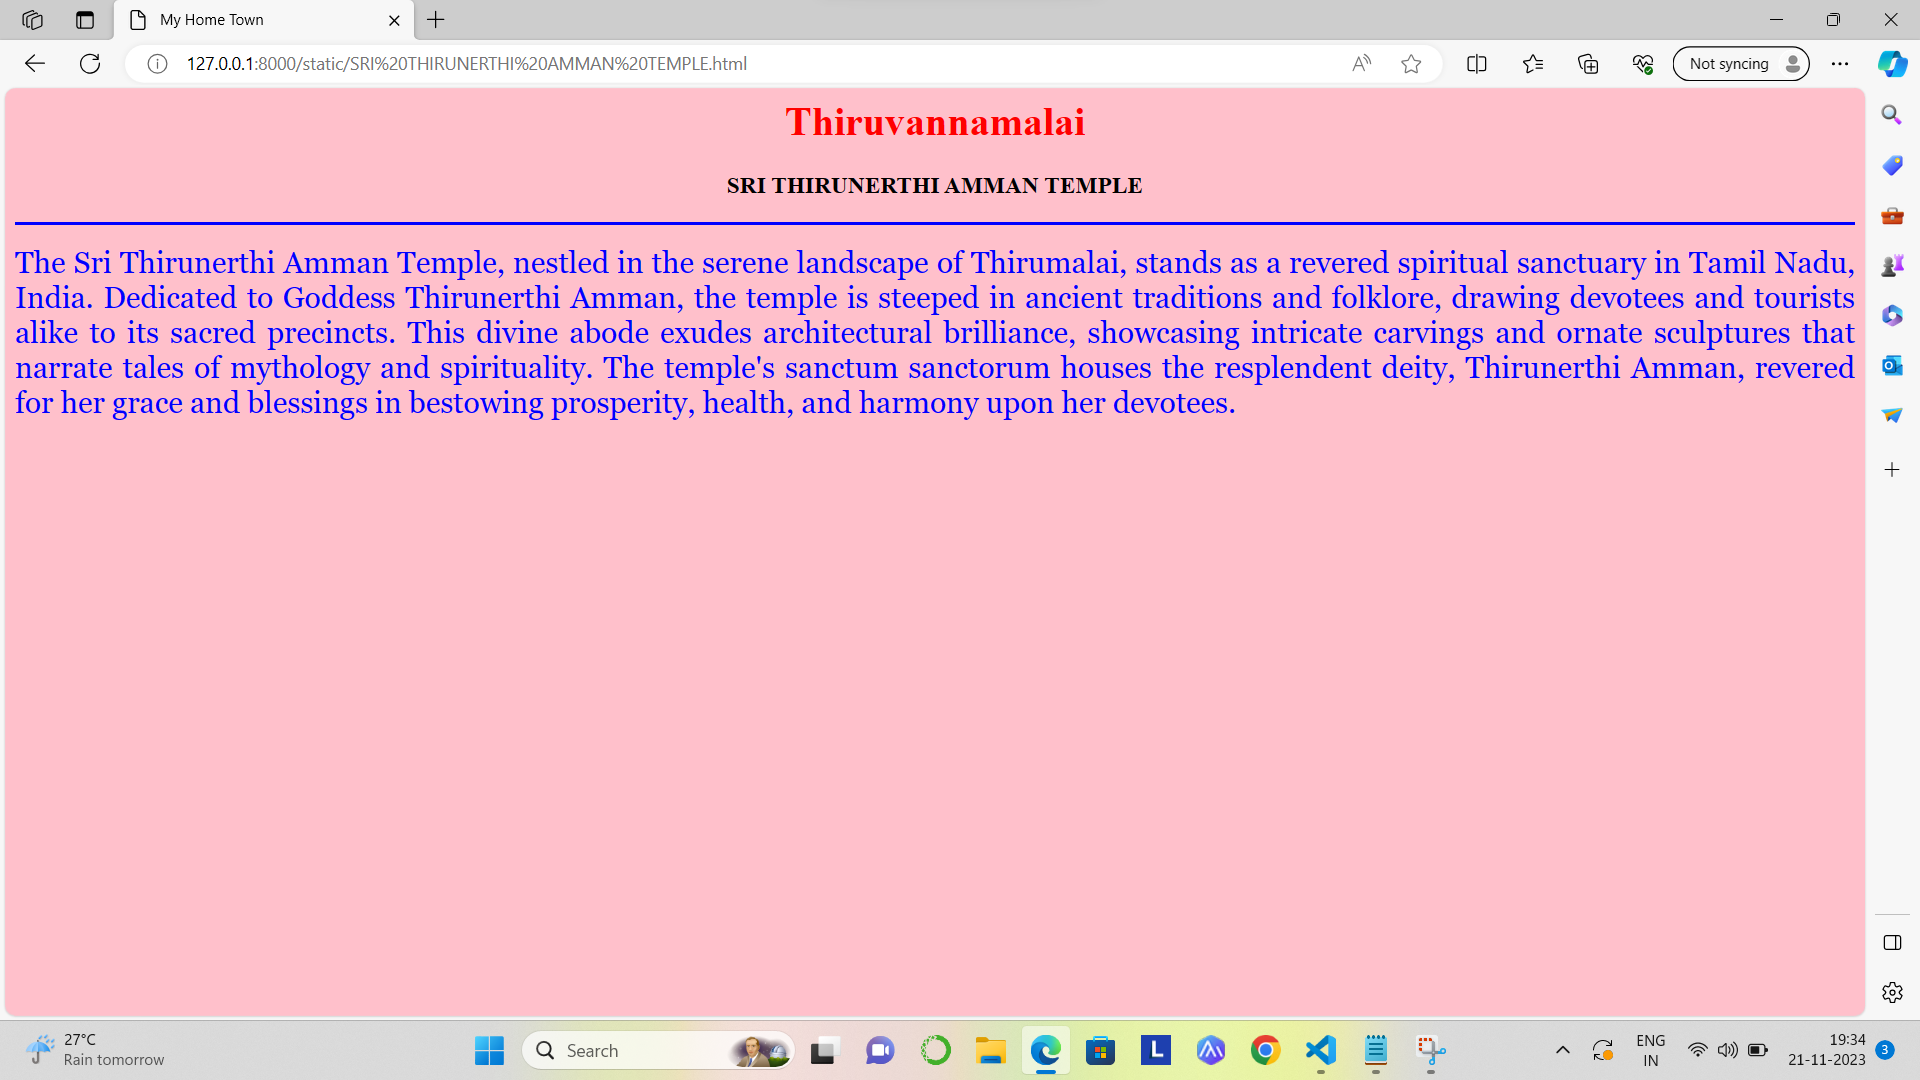 My Home Town
127.0.0.1:8000/static/SRI%20THIRUNERTHI%20AMMAN%20TEMPLE.html
Not syncing
Thiruvannamalai
SRI THIRUNERTHI AMMAN TEMPLE
The Sri Thirunerthi Amman Temple, nestled in the serene landscape of Thirumalai, stands as a revered spiritual sanctuary in Tamil Nadu,
India. Dedicated to Goddess Thirunerthi Amman, the temple is steeped in ancient traditions and folklore, drawing devotees and tourists
alike to its sacred precincts. This divine abode exudes architectural brilliance, showcasing intricate carvings and ornate sculptures that
narrate tales of mythology and spirituality. The temple's sanctum sanctorum houses the resplendent deity, Thirunerthi Amman, revered
for her grace and blessings in bestowing prosperity, health, and harmony upon her devotees.
27°C
Rain tomorrow
Search
L
ENG
IN
19:34
21-11-2023
3